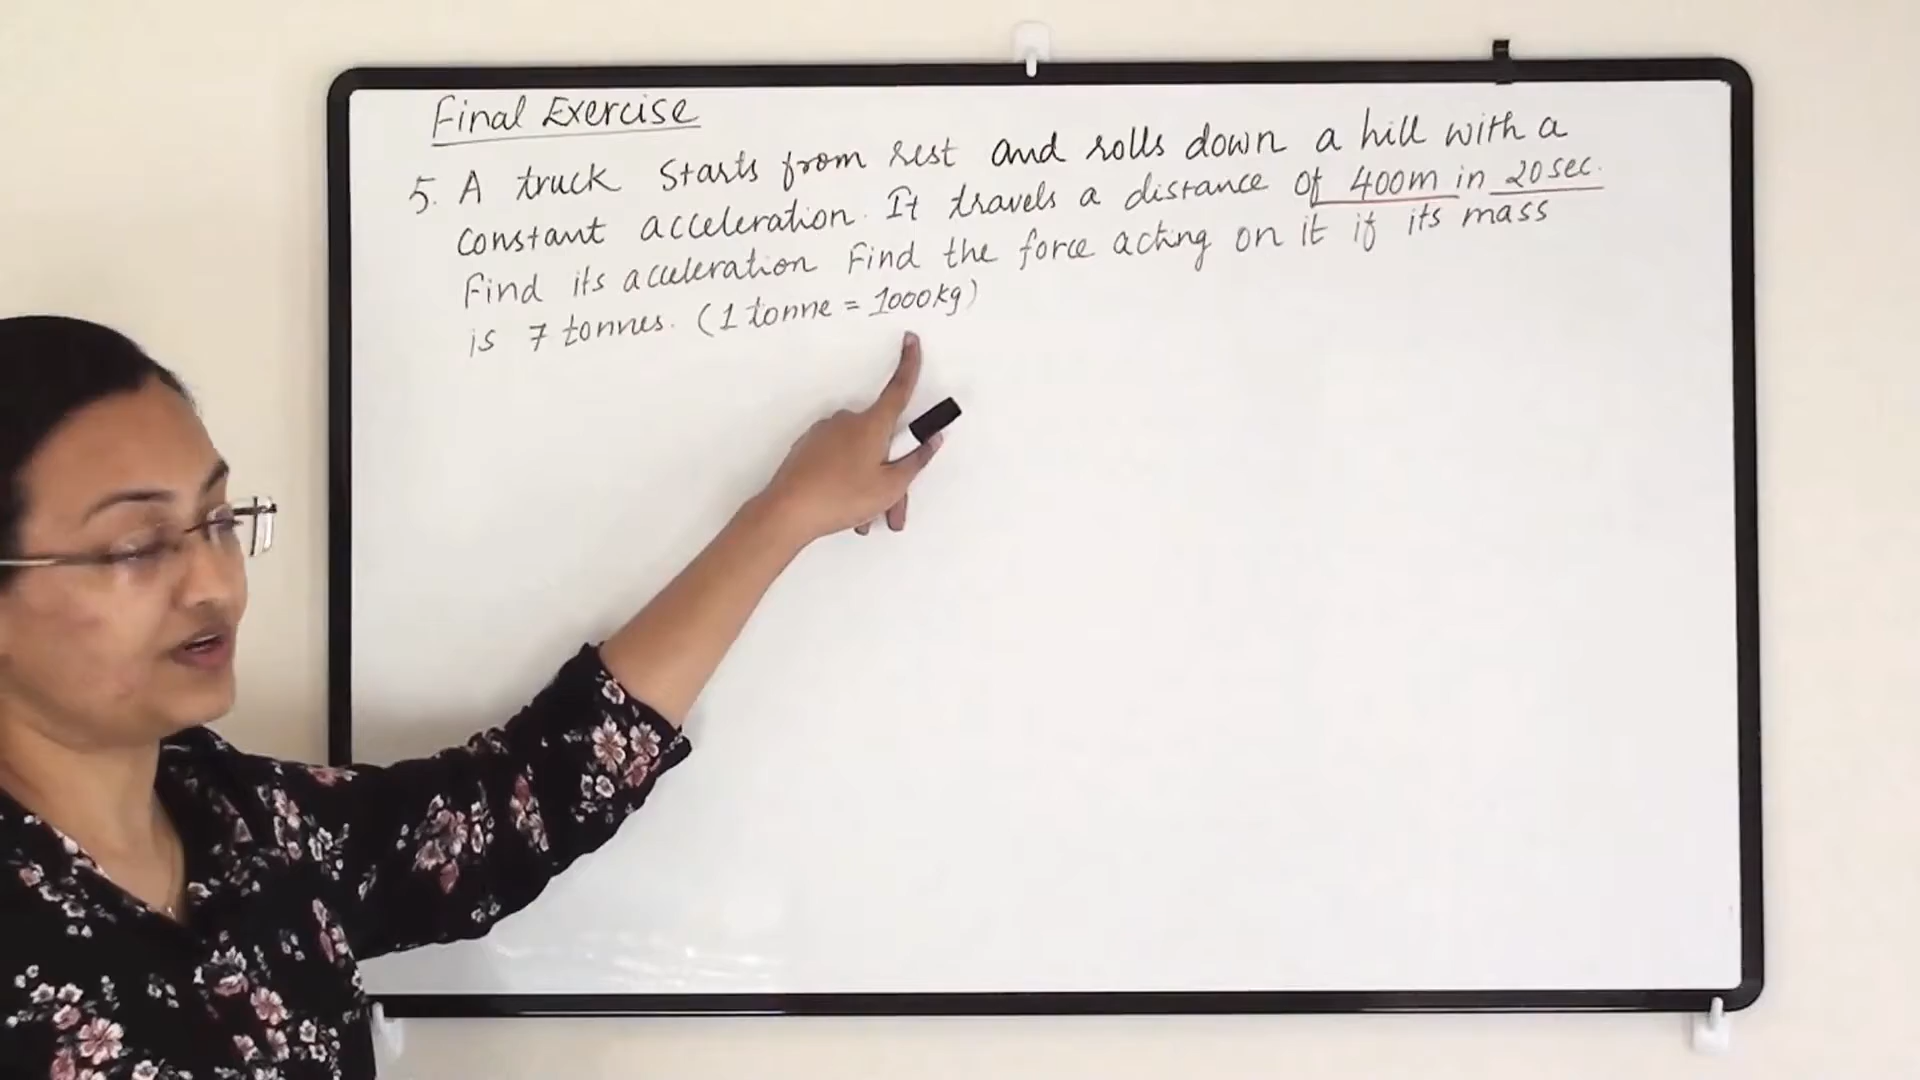 Final Exercise
5. A truck starts from rest and rolls down a hill with a
constant acceleration. It travels a distance of 400m in 20sec.
Find its acceleration Find the force acting on it if its mass
is 7 tonnes. (1 tonne = 1000kg)